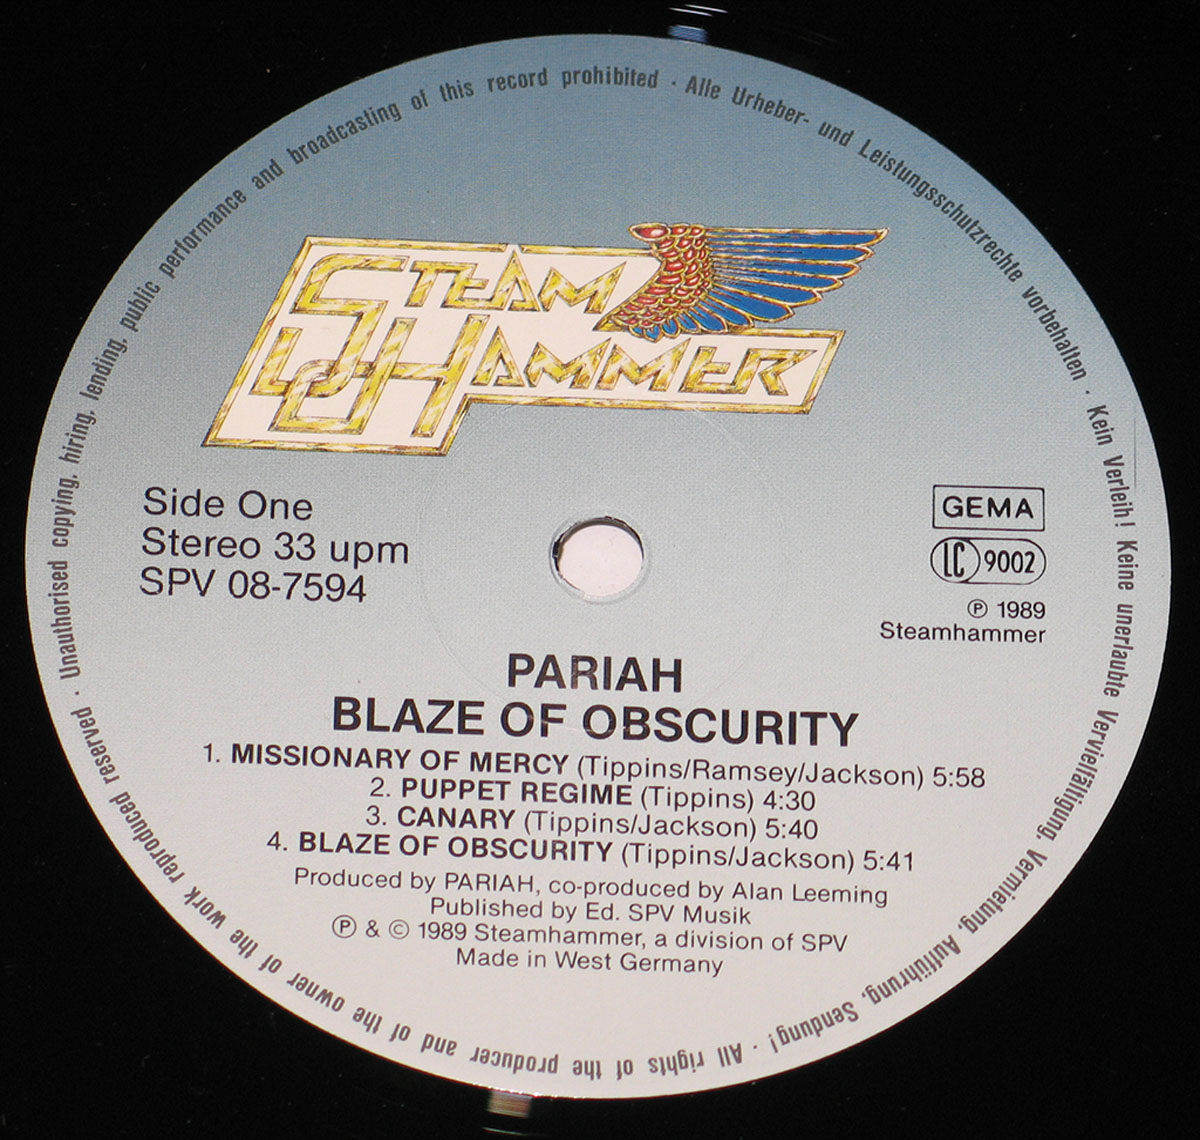 Unauthorised copying, hiring, lending, public performance and broadcasting of this record prohibited · Alle Urheber- und Leistungsschutzrechte vorbehalten · Kein Verleih! Keine unerlaubte Vervielfältigung, Vermietung, Aufführung, Sendung! · All rights of the producer and of the owner of the work reproduced reserved ·
STEAM
HAMMER
Side One
Stereo 33 upm
SPV 08-7594
GEMA
LC 9002
℗ 1989
Steamhammer
PARIAH
BLAZE OF OBSCURITY
1. MISSIONARY OF MERCY (Tippins/Ramsey/Jackson) 5:58
2. PUPPET REGIME (Tippins) 4:30
3. CANARY (Tippins/Jackson) 5:40
4. BLAZE OF OBSCURITY (Tippins/Jackson) 5:41
Produced by PARIAH, co-produced by Alan Leeming
Published by Ed. SPV Musik
℗ & © 1989 Steamhammer, a division of SPV
Made in West Germany